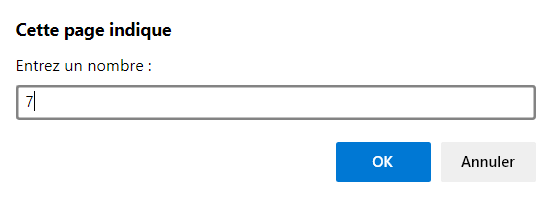 Cette page indique
Entrez un nombre :
7
OK Annuler